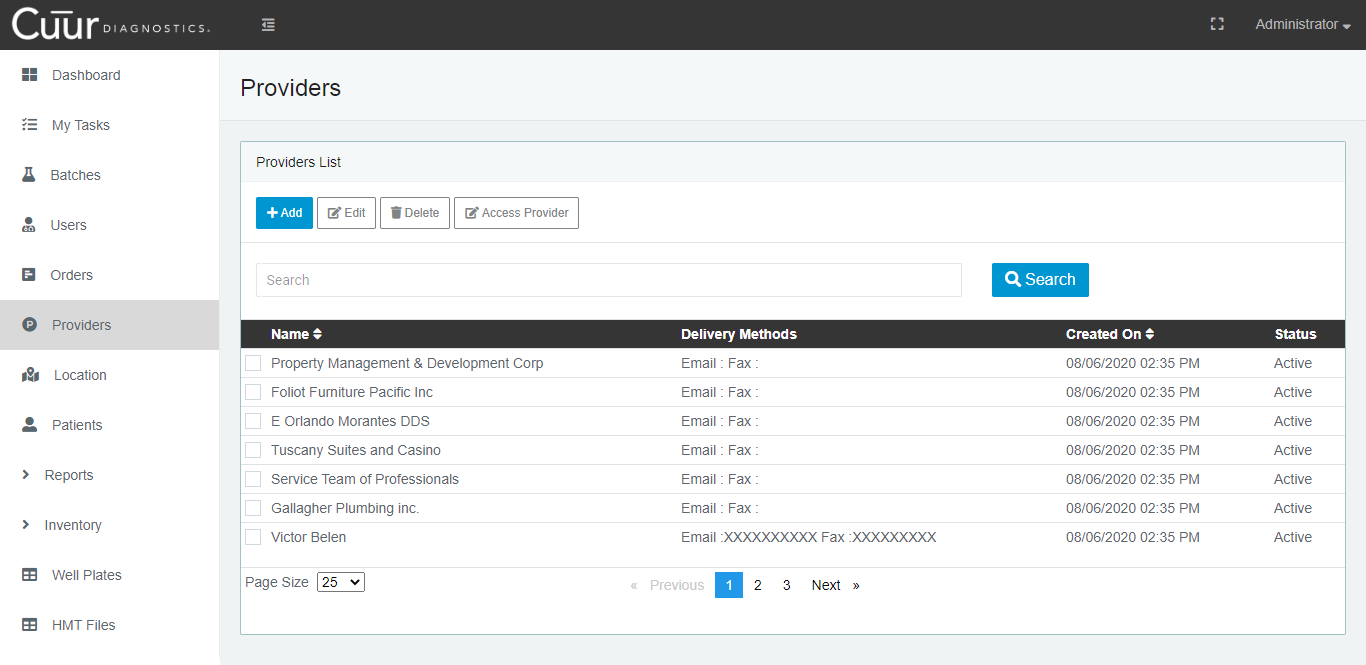 Cūur DIAGNOSTICS.
Administrator
Dashboard
My Tasks
Batches
Users
Orders
Providers
Location
Patients
Reports
Inventory
Well Plates
HMT Files
Providers
Providers List
Add Edit Delete Access Provider
Search Search
Name Delivery Methods Created On Status
Property Management & Development Corp Email : Fax : 08/06/2020 02:35 PM Active
Foliot Furniture Pacific Inc Email : Fax : 08/06/2020 02:35 PM Active
E Orlando Morantes DDS Email : Fax : 08/06/2020 02:35 PM Active
Tuscany Suites and Casino Email : Fax : 08/06/2020 02:35 PM Active
Service Team of Professionals Email : Fax : 08/06/2020 02:35 PM Active
Gallagher Plumbing inc. Email : Fax : 08/06/2020 02:35 PM Active
Victor Belen Email :XXXXXXXXXX Fax :XXXXXXXXX 08/06/2020 02:35 PM Active
Page Size 25 « Previous 1 2 3 Next »